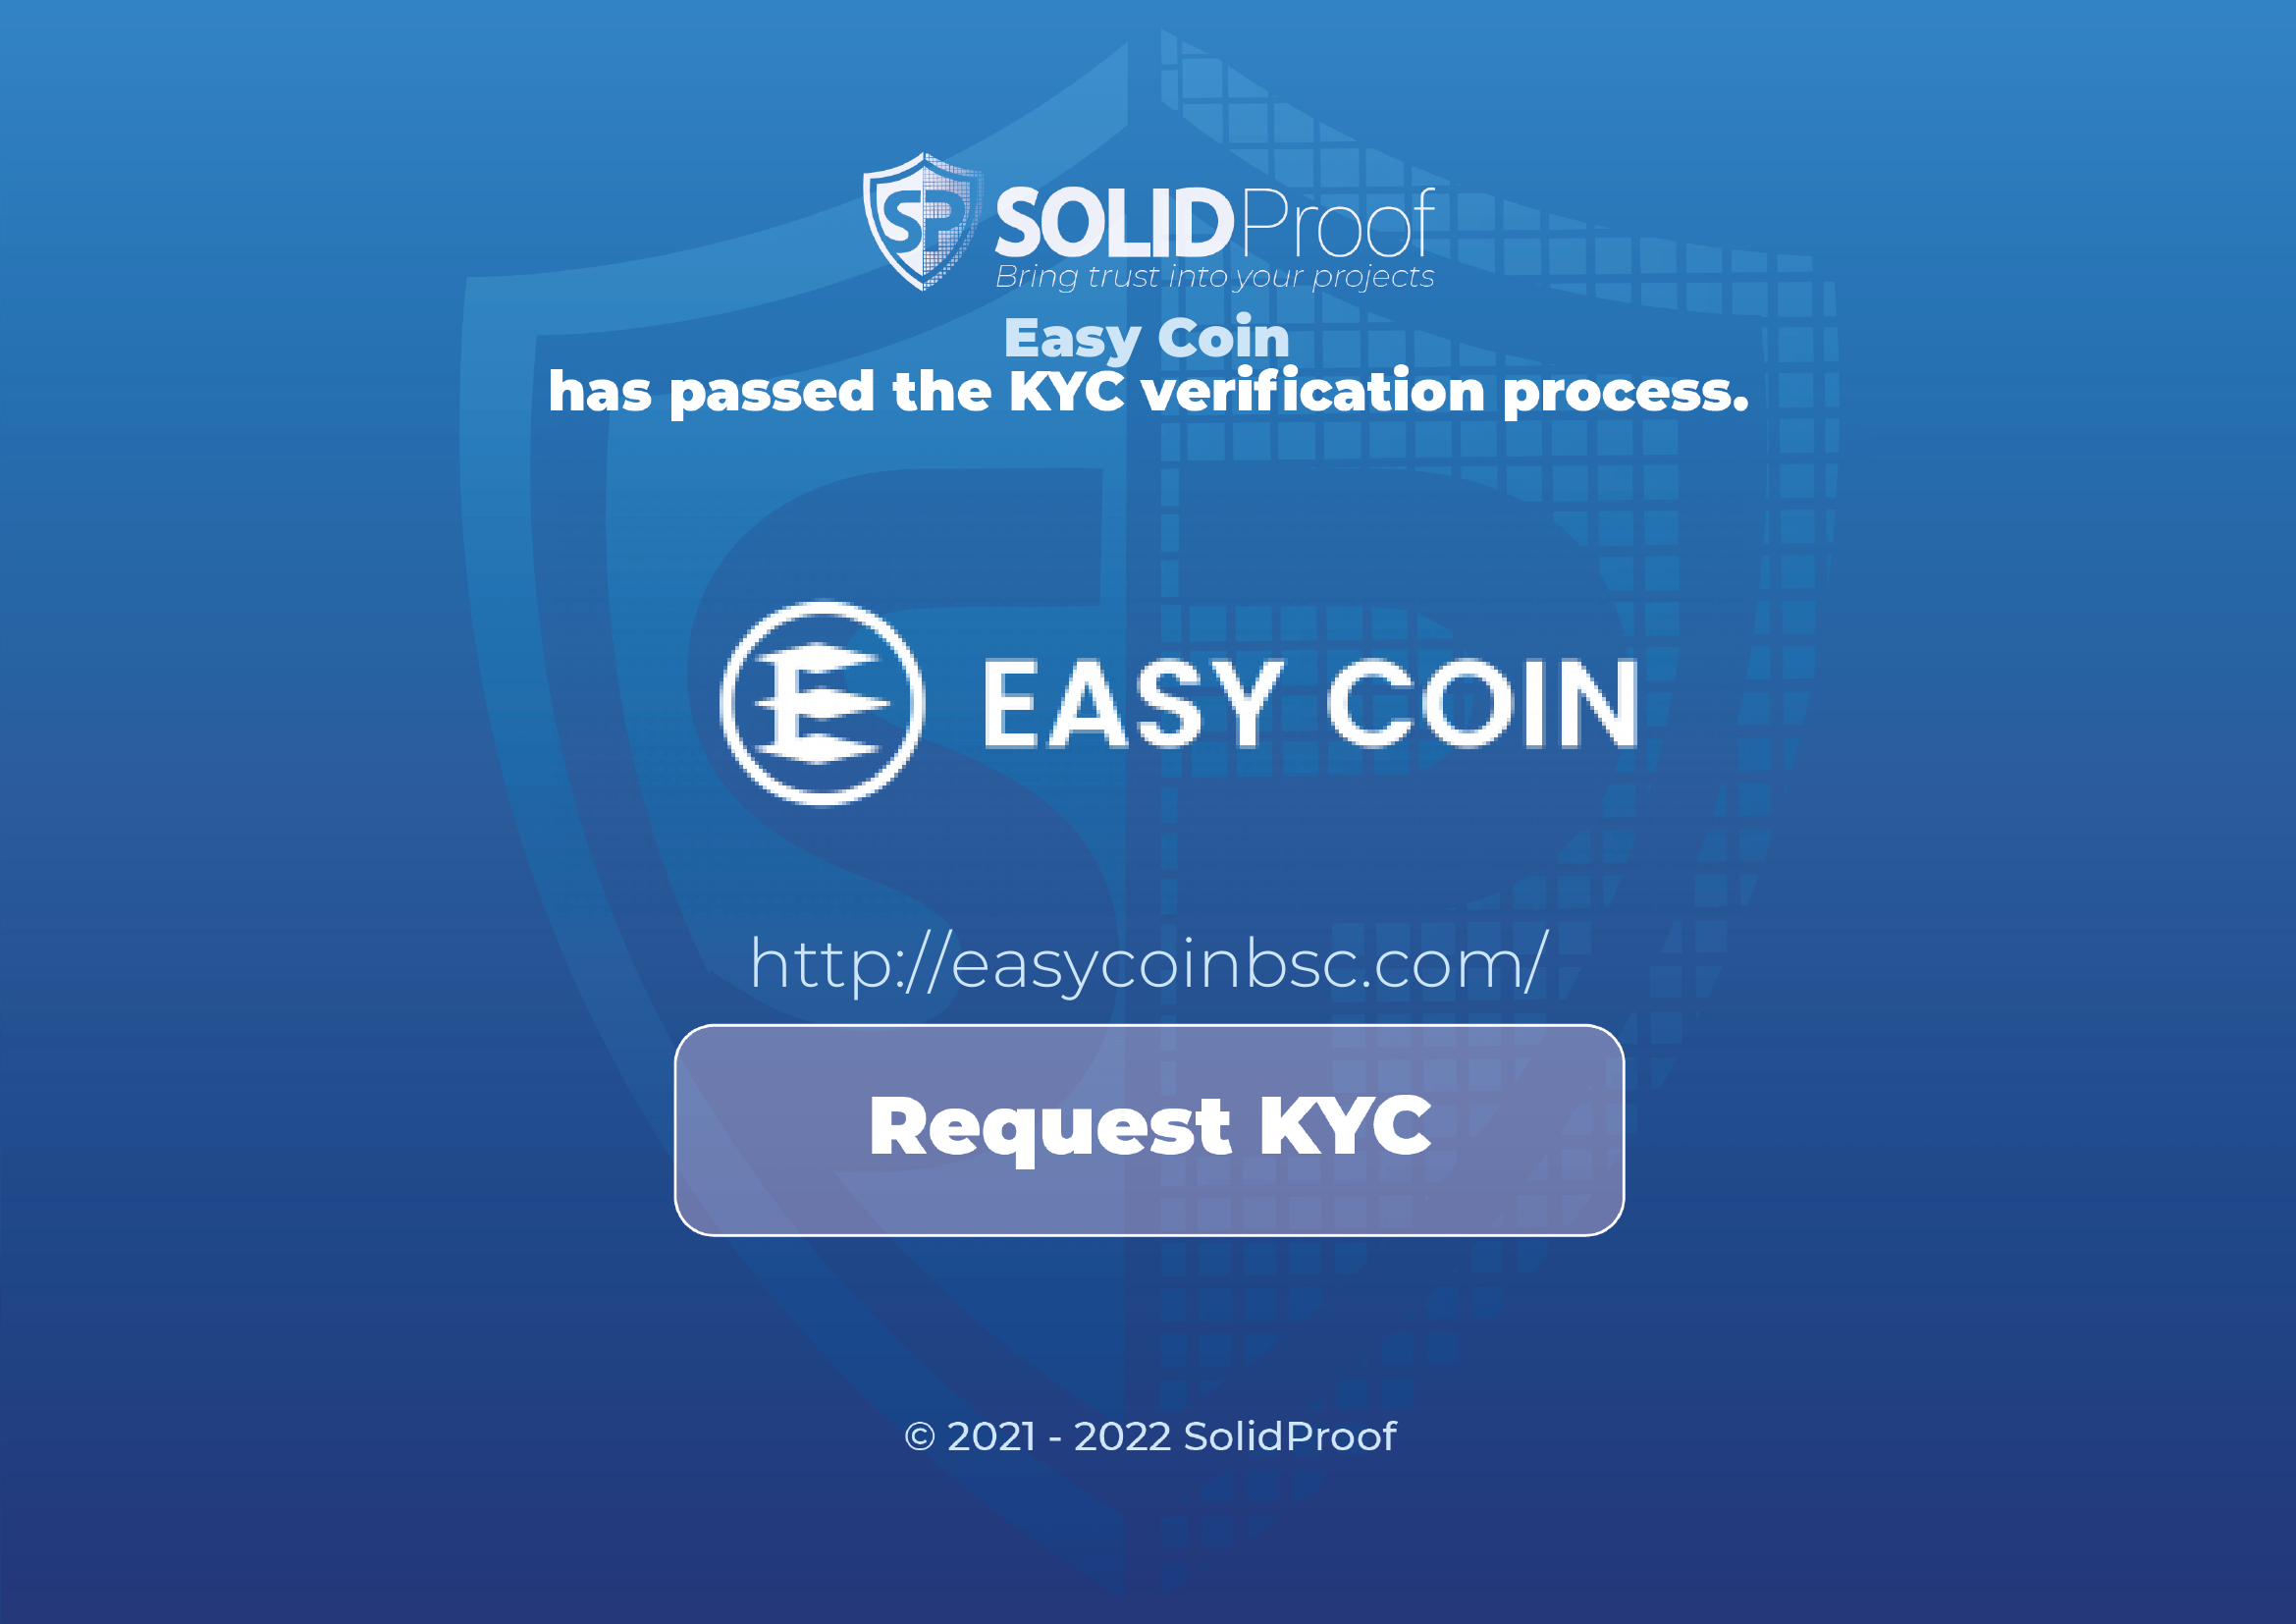 SP SOLIDProof
Bring trust into your projects
Easy Coin
has passed the KYC verification process.
E EASY COIN
http://easycoinbsc.com/
Request KYC
© 2021 - 2022 SolidProof